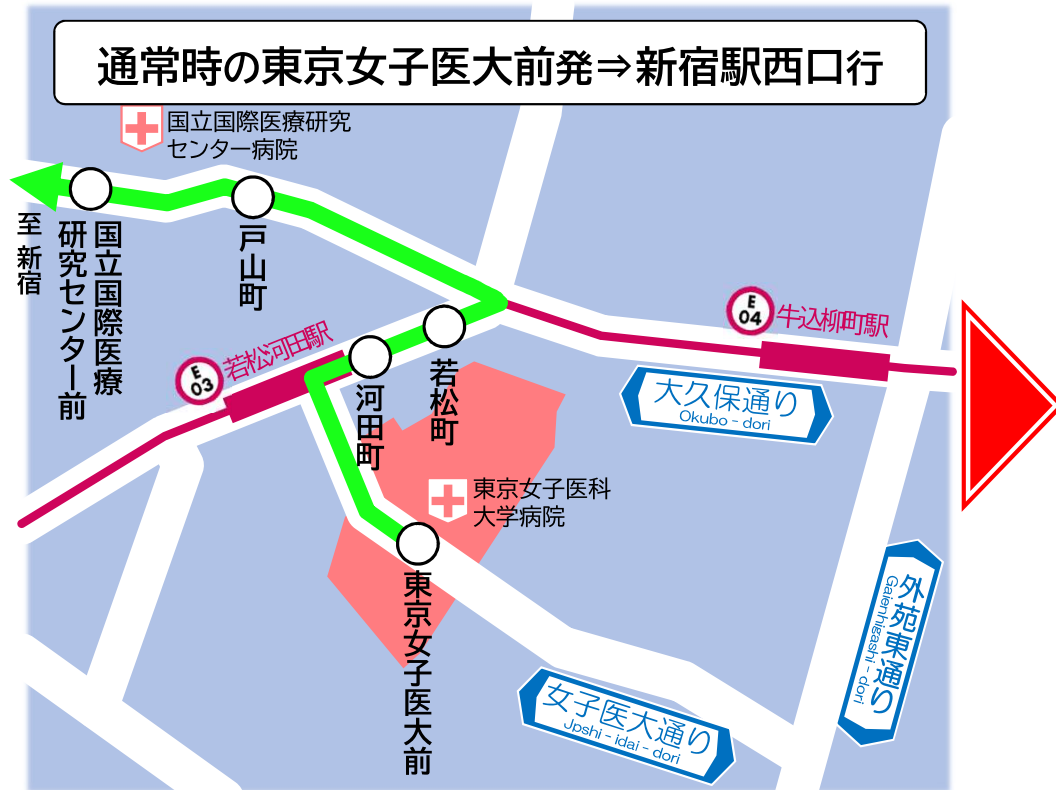 通常時の東京女子医大前発⇒新宿駅西口行
国立国際医療研究
センター病院
至 新宿
国立国際医療
研究センター前
戸山町
E
03
若松河田駅
河田町
若松町
E
04
牛込柳町駅
大久保通り
Okubo - dori
東京女子医科
大学病院
東京女子医大前
外苑東通り
Gaienhigashi - dori
女子医大通り
Jpshi - idai - dori